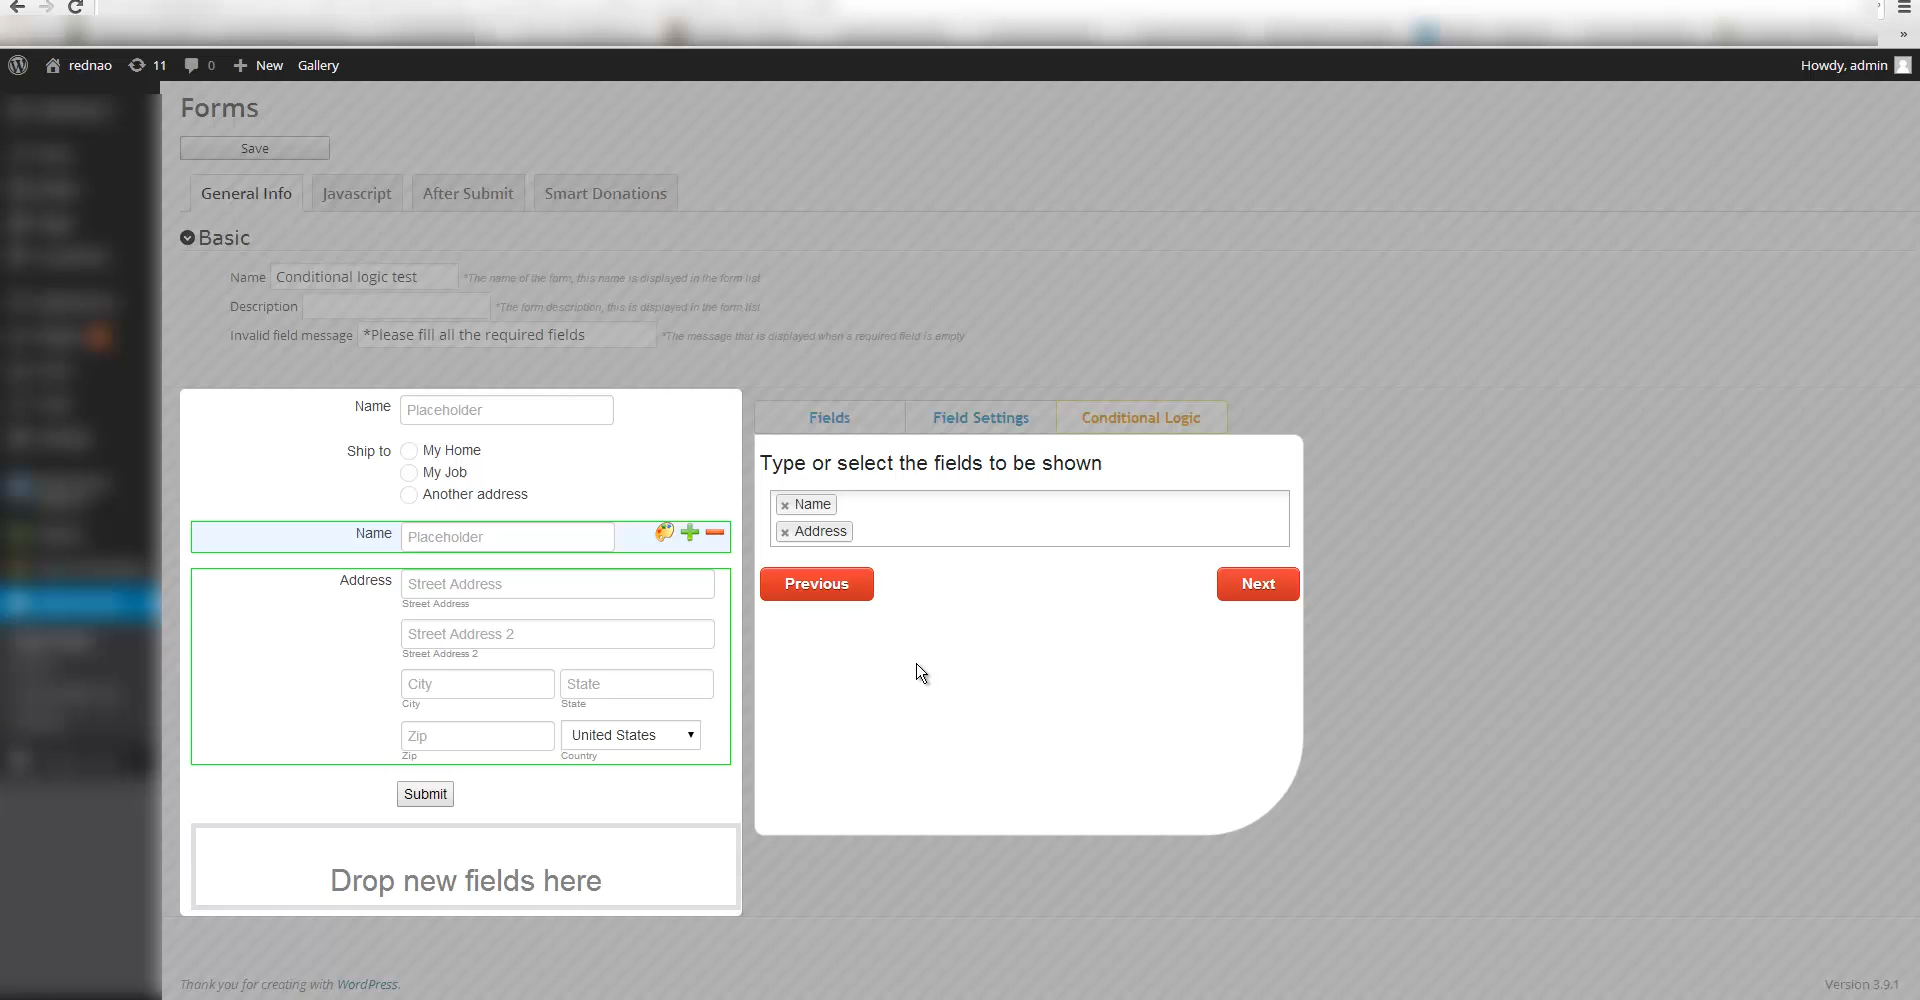 rednao 11 0 New Gallery Howdy, admin
Forms
Save
General Info Javascript After Submit Smart Donations
Basic
Name Conditional logic test *The name of the form, this name is displayed in the form list
Description *The form description, this is displayed in the form list
Invalid field message *Please fill all the required fields *The message that is displayed when a required field is empty
Name Placeholder
Ship to My Home
My Job
Another address
Name Placeholder
Address Street Address
Street Address
Street Address 2
Street Address 2
City State
City State
Zip United States
Zip Country
Submit
Drop new fields here
Fields Field Settings Conditional Logic
Type or select the fields to be shown
Name
Address
Previous Next
Thank you for creating with WordPress.
Version 3.9.1